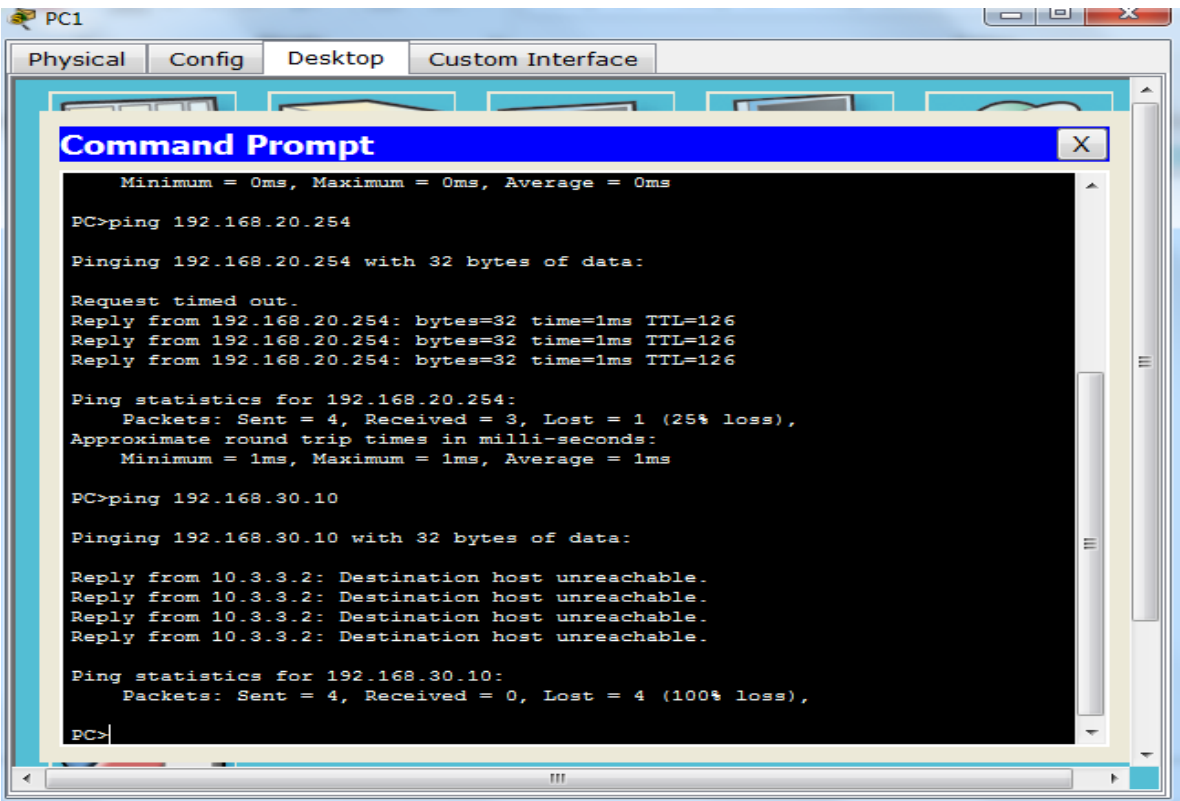 PC1
Physical Config Desktop Custom Interface
Command Prompt X
Minimum = 0ms, Maximum = 0ms, Average = 0ms
PC>ping 192.168.20.254
Pinging 192.168.20.254 with 32 bytes of data:
Request timed out.
Reply from 192.168.20.254: bytes=32 time=1ms TTL=126
Reply from 192.168.20.254: bytes=32 time=1ms TTL=126
Reply from 192.168.20.254: bytes=32 time=1ms TTL=126
Ping statistics for 192.168.20.254:
Packets: Sent = 4, Received = 3, Lost = 1 (25% loss),
Approximate round trip times in milli-seconds:
Minimum = 1ms, Maximum = 1ms, Average = 1ms
PC>ping 192.168.30.10
Pinging 192.168.30.10 with 32 bytes of data:
Reply from 10.3.3.2: Destination host unreachable.
Reply from 10.3.3.2: Destination host unreachable.
Reply from 10.3.3.2: Destination host unreachable.
Reply from 10.3.3.2: Destination host unreachable.
Ping statistics for 192.168.30.10:
Packets: Sent = 4, Received = 0, Lost = 4 (100% loss),
PC>